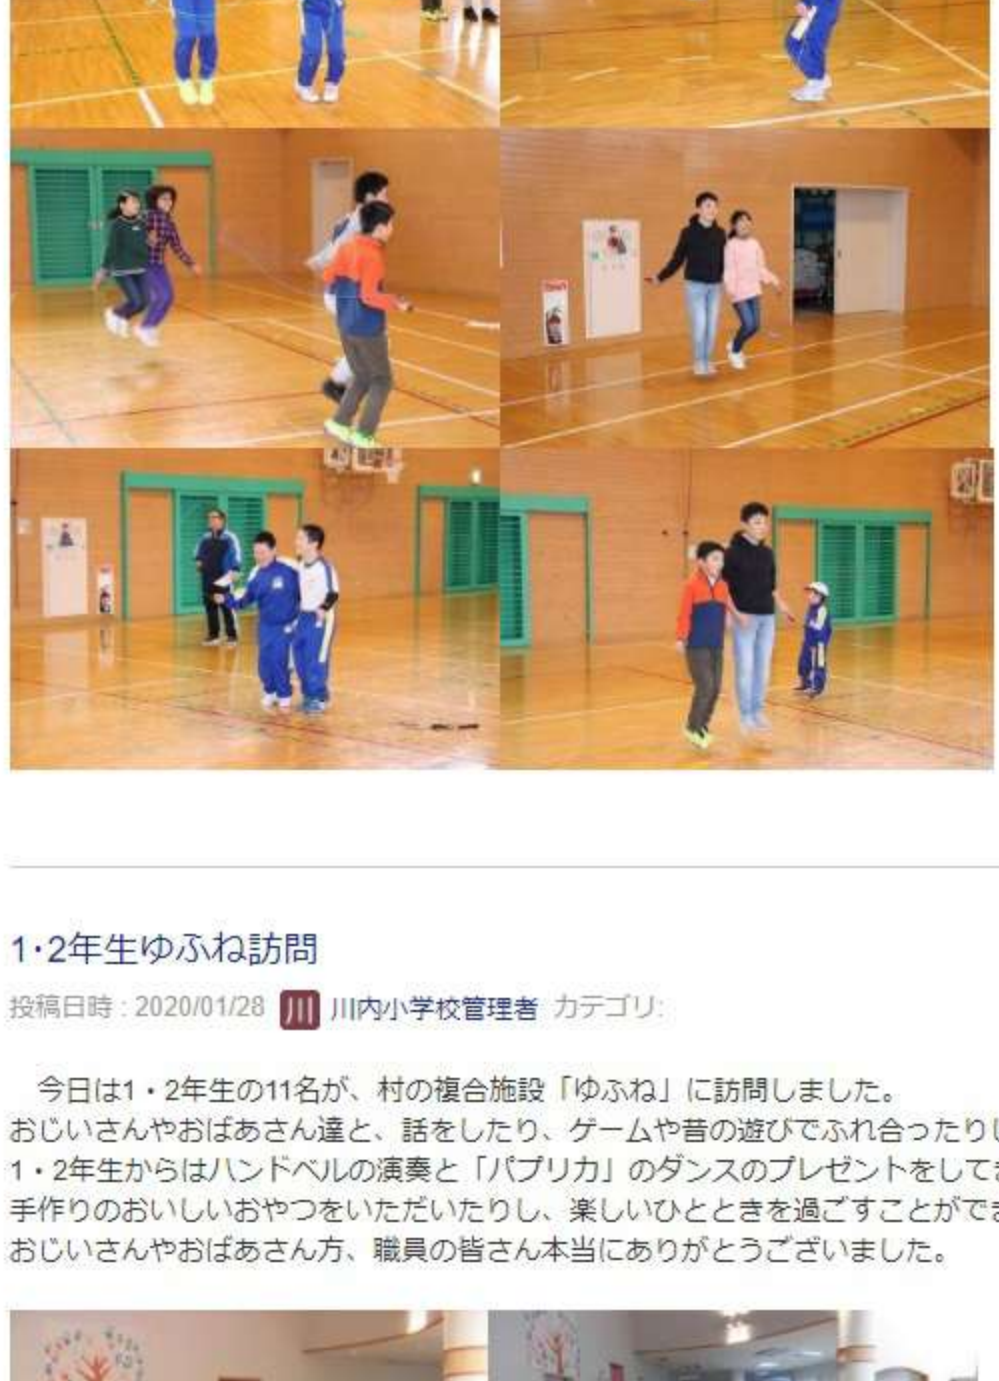 1・2年生ゆふね訪問
投稿日時 : 2020/01/28 川 川内小学校管理者 カテゴリ:
今日は1・2年生の11名が、村の複合施設「ゆふね」に訪問しました。
おじいさんやおばあさん達と、話をしたり、ゲームや昔の遊びでふれ合ったりし
1・2年生からはハンドベルの演奏と「パプリカ」のダンスのプレゼントをしてき
手作りのおいしいおやつをいただいたりし、楽しいひとときを過ごすことができ
おじいさんやおばあさん方、職員の皆さん本当にありがとうございました。